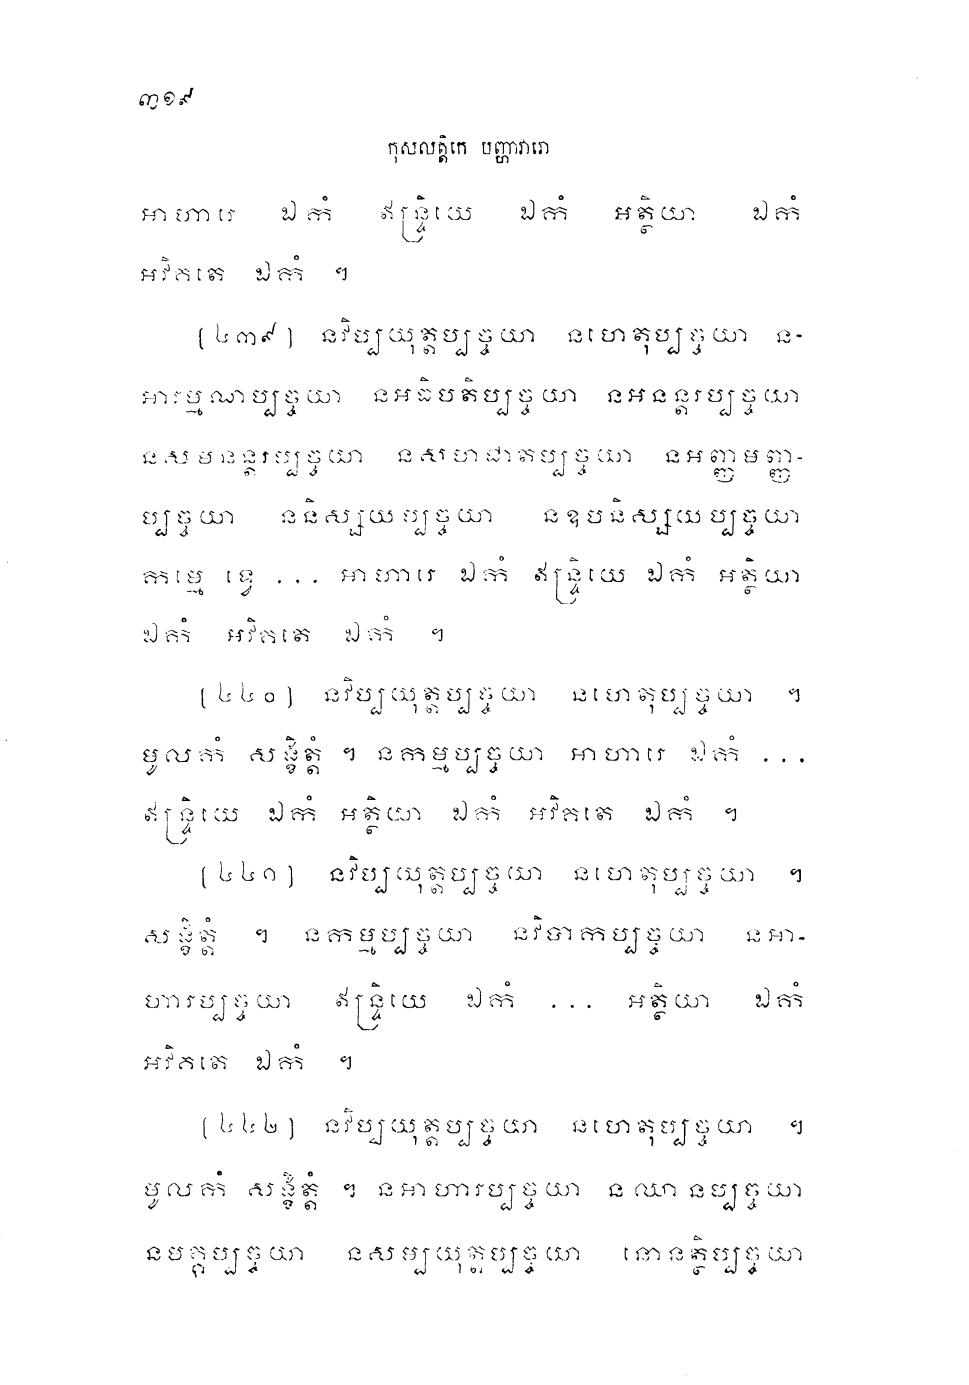 ៣១៩
កុសលត្តិកេ បញ្ហាវារោ
អាហារេ ឯកំ ឥន្ទ្រិយេ ឯកំ អត្ថិយា ឯកំ
អវិគតេ ឯកំ ។
(៤៣៩) នវិប្បយុត្តប្បច្ចយា នហេតុប្បច្ចយា ន-
អារម្មណប្បច្ចយា នអធិបតិប្បច្ចយា នអនន្តរប្បច្ចយា
នសមនន្តរប្បច្ចយា នសហជាតប្បច្ចយា នអញ្ញមញ្ញ-
ប្បច្ចយា ននិស្សយប្បច្ចយា នឧបនិស្សយប្បច្ចយា
កម្មេ ទ្វេ ... អាហារេ ឯកំ ឥន្ទ្រិយេ ឯកំ អត្ថិយា
ឯកំ អវិគតេ ឯកំ ។
(៤៤០) នវិប្បយុត្តប្បច្ចយា នហេតុប្បច្ចយា ។
មូលកំ សង្ខិត្តំ ។ នកម្មប្បច្ចយា អាហារេ ឯកំ ...
ឥន្ទ្រិយេ ឯកំ អត្ថិយា ឯកំ អវិគតេ ឯកំ ។
(៤៤១) នវិប្បយុត្តប្បច្ចយា នហេតុប្បច្ចយា ។
សង្ខិត្តំ ។ នកម្មប្បច្ចយា នវិបាកប្បច្ចយា នអា-
ហារប្បច្ចយា ឥន្ទ្រិយេ ឯកំ ... អត្ថិយា ឯកំ
អវិគតេ ឯកំ ។
(៤៤២) នវិប្បយុត្តប្បច្ចយា នហេតុប្បច្ចយា ។
មូលកំ សង្ខិត្តំ ។ នអាហារប្បច្ចយា នឈានប្បច្ចយា
នមគ្គប្បច្ចយា នសម្បយុត្តប្បច្ចយា នោនត្ថិប្បច្ចយា